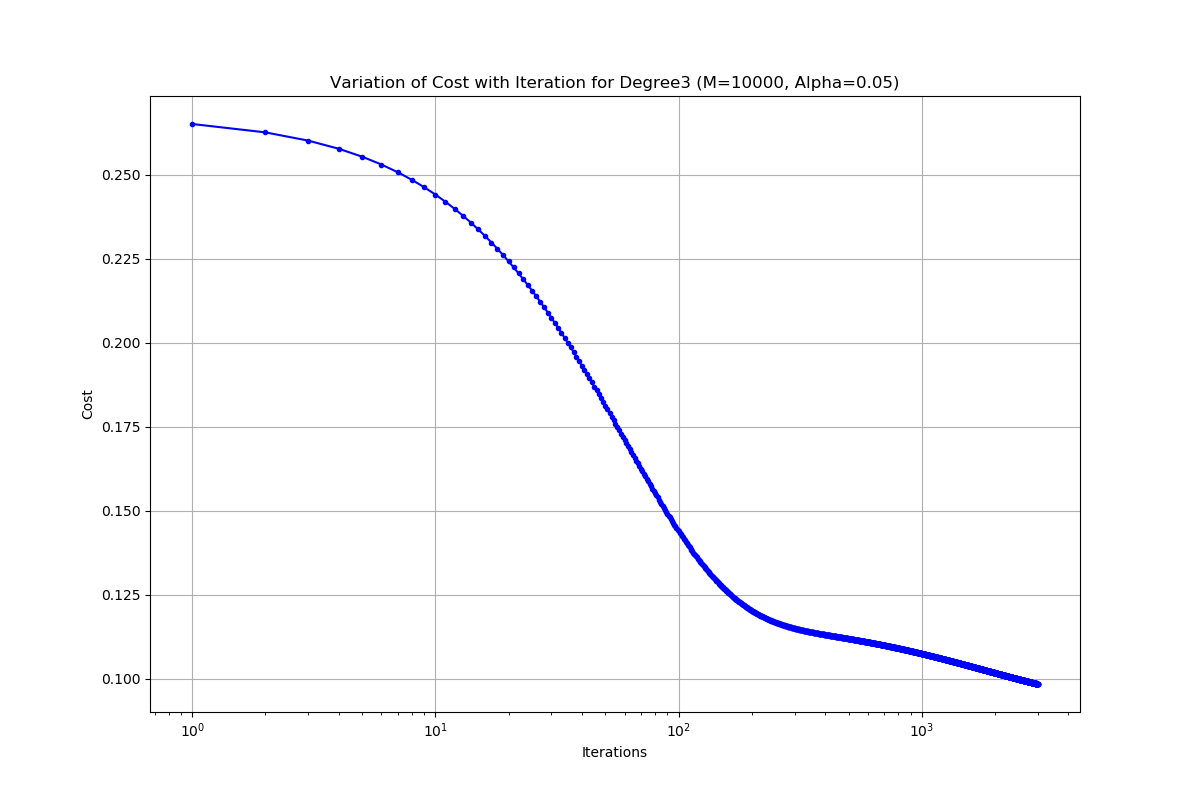 Variation of Cost with Iteration for Degree3 (M=10000, Alpha=0.05)
0.250
0.225
0.200
0.175
0.150
0.125
0.100
Cost
10⁰ 10¹ 10² 10³
Iterations